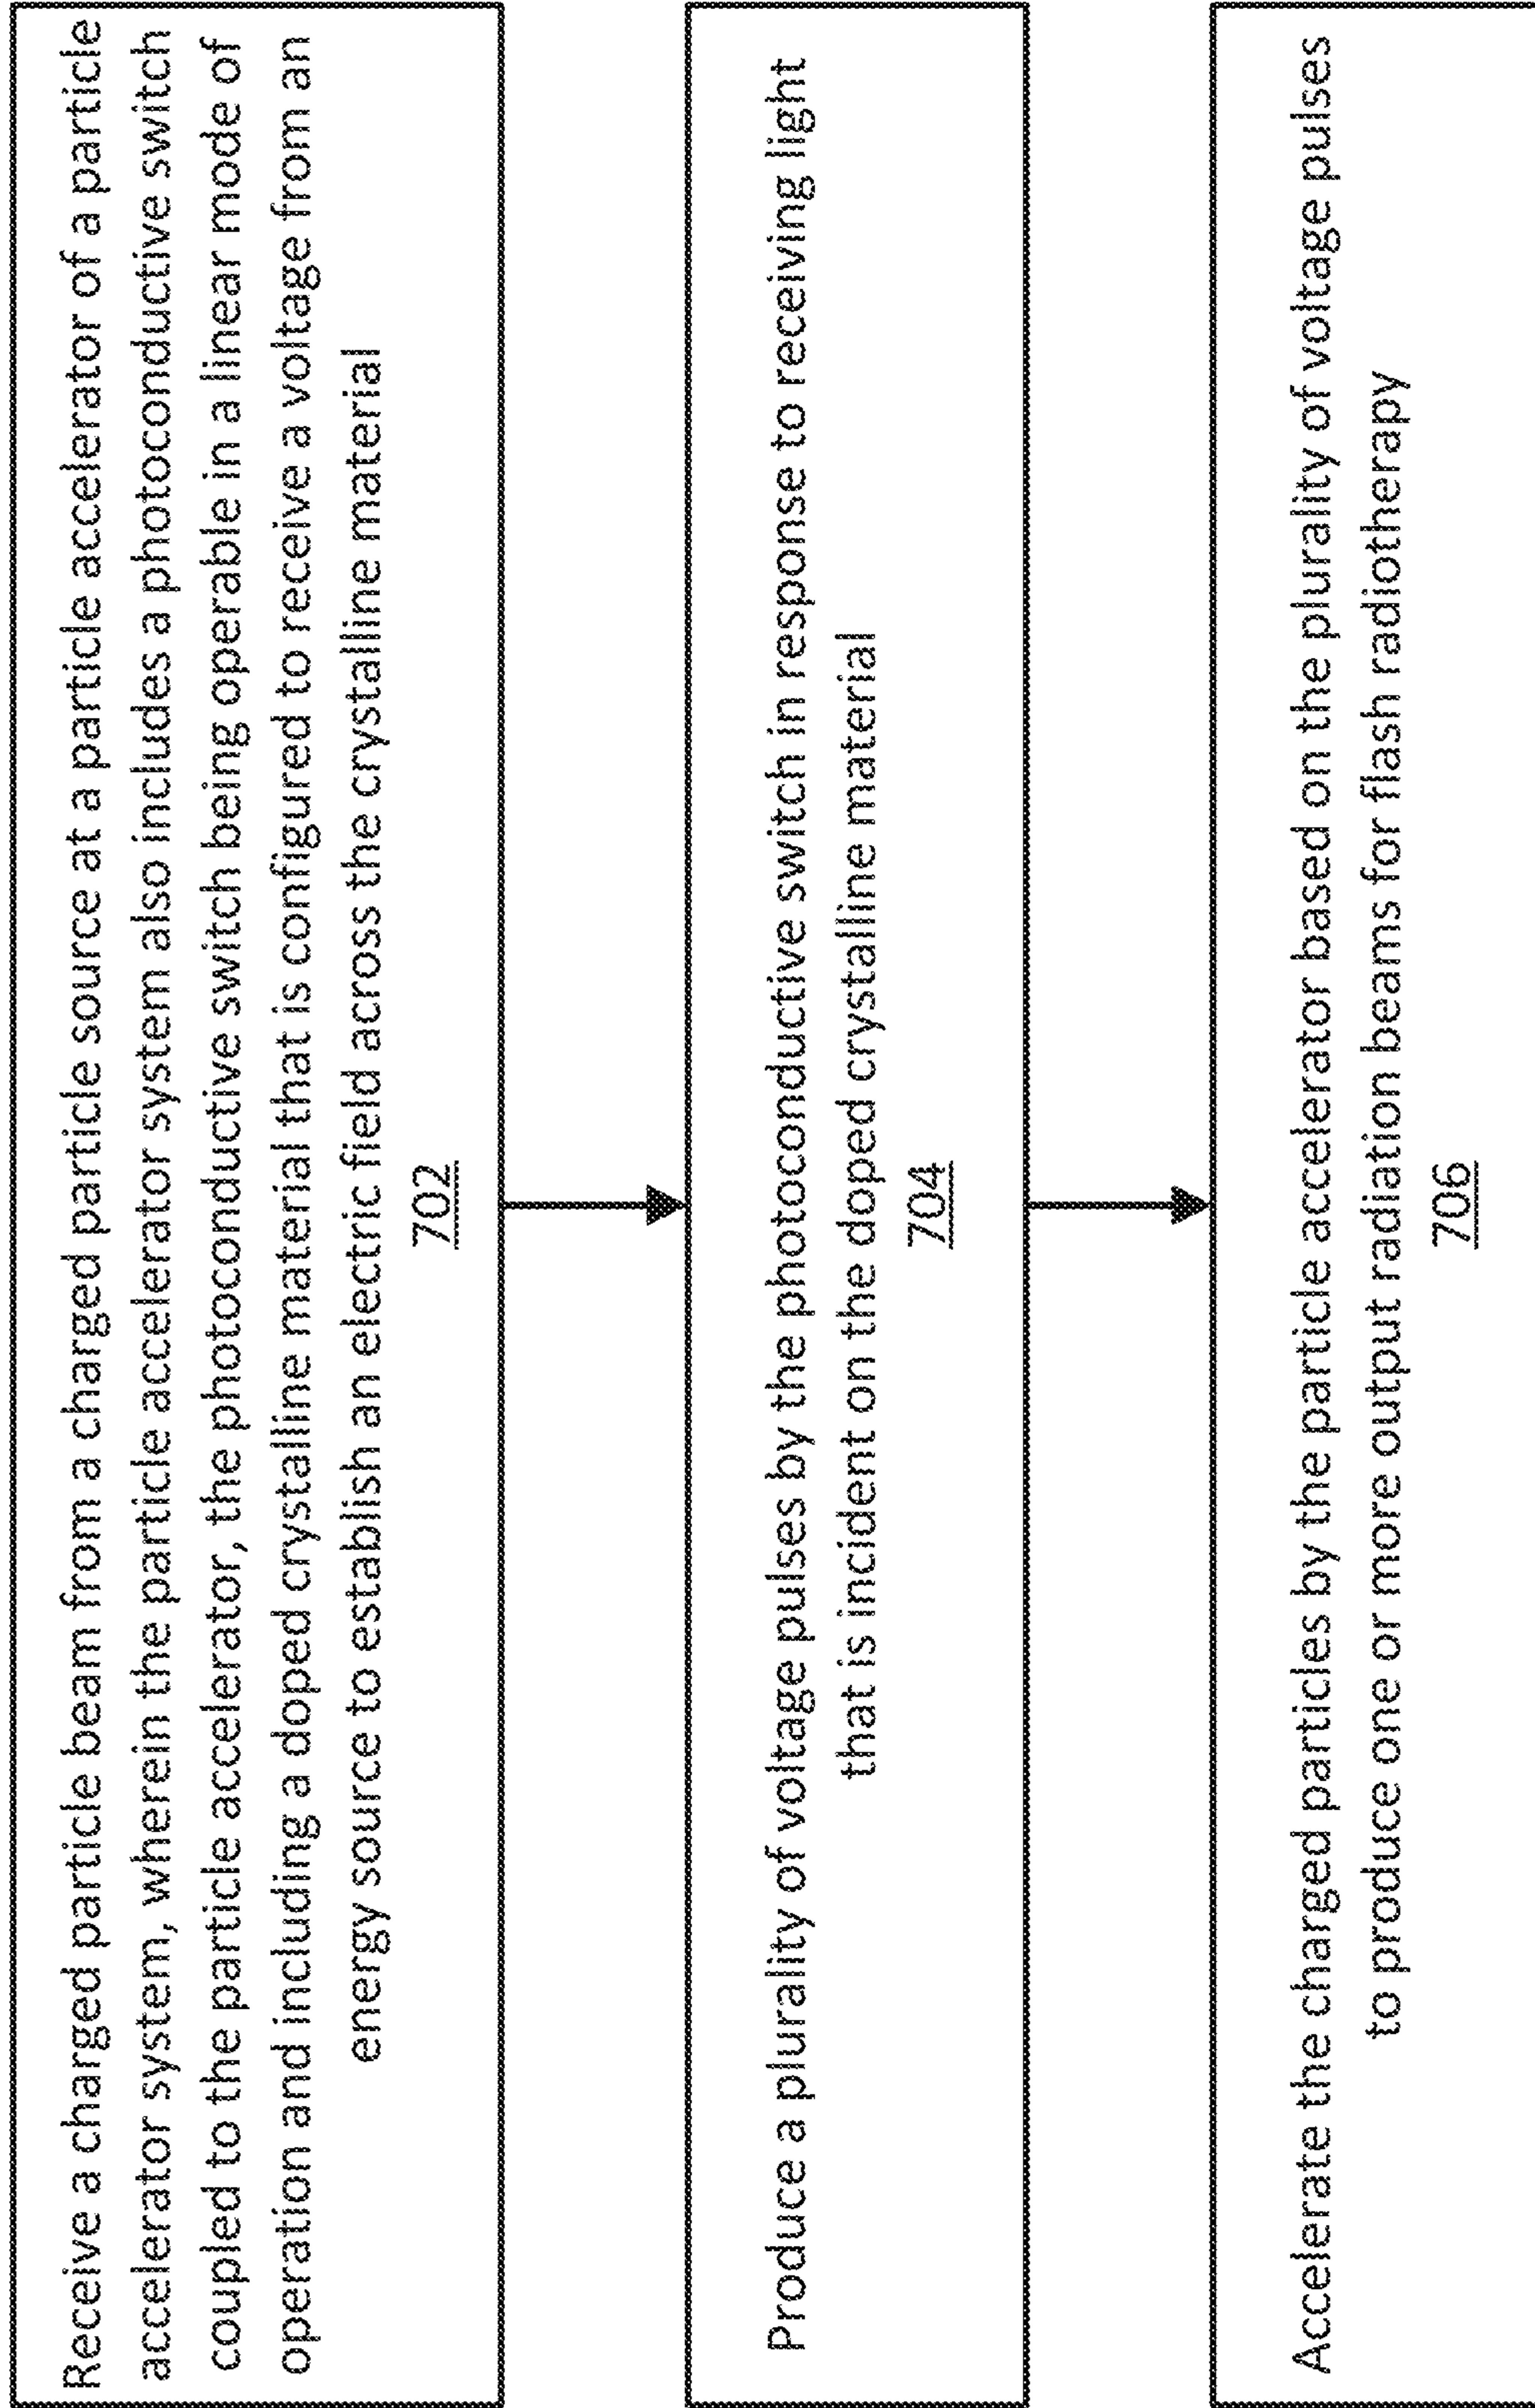 Receive a charged particle beam from a charged particle source at a particle accelerator of a particle
accelerator system, wherein the particle accelerator system also includes a photoconductive switch
coupled to the particle accelerator, the photoconductive switch being operable in a linear mode of
operation and including a doped crystalline material that is configured to receive a voltage from an
energy source to establish an electric field across the crystalline material
702
Produce a plurality of voltage pulses by the photoconductive switch in response to receiving light
that is incident on the doped crystalline material
704
Accelerate the charged particles by the particle accelerator based on the plurality of voltage pulses
to produce one or more output radiation beams for flash radiotherapy
706